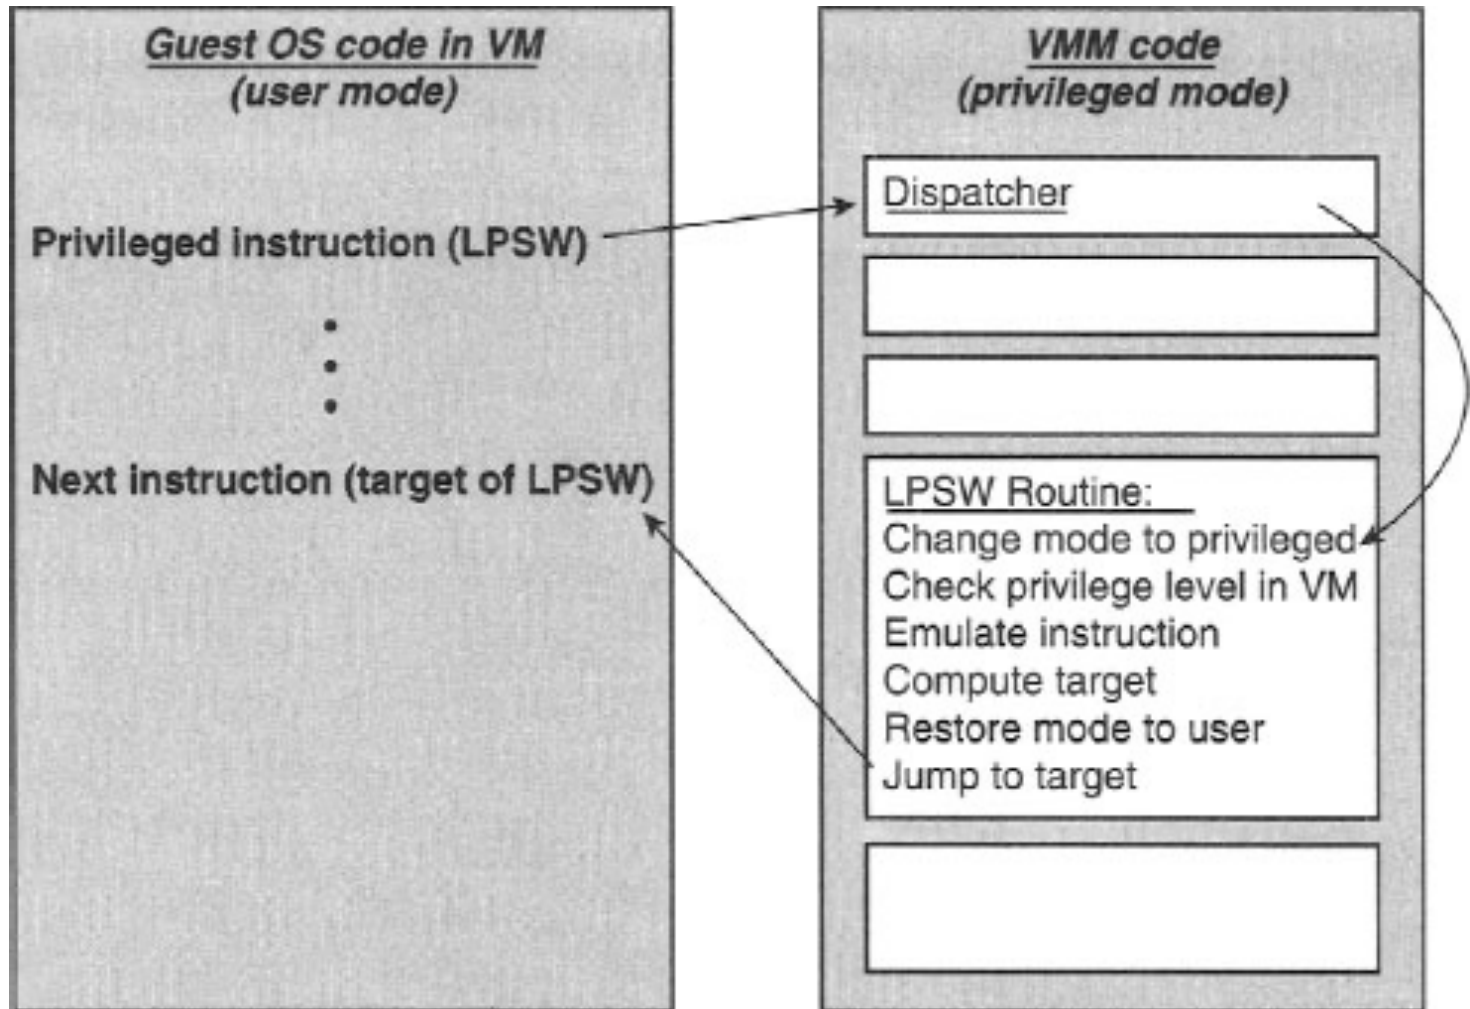 Guest OS code in VM
(user mode)
Privileged instruction (LPSW)
Next instruction (target of LPSW)
VMM code
(privileged mode)
Dispatcher
LPSW Routine:
Change mode to privileged
Check privilege level in VM
Emulate instruction
Compute target
Restore mode to user
Jump to target